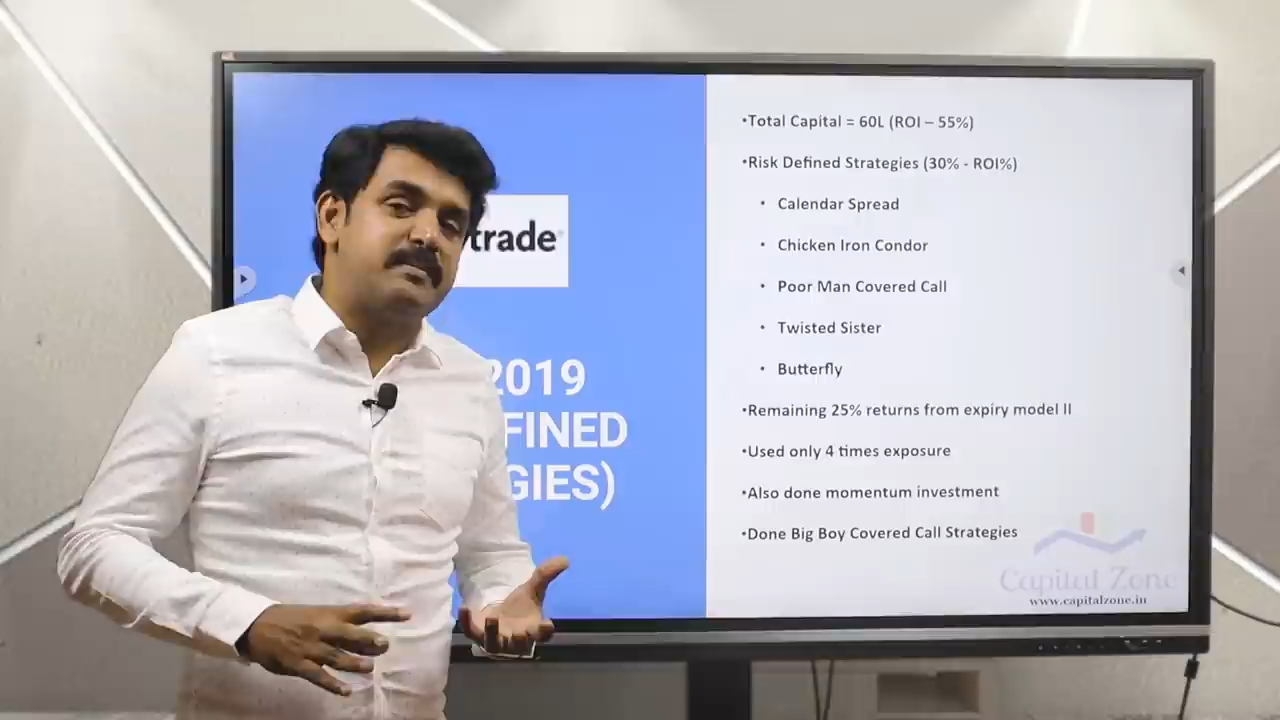 trade
2019
FINED
GIES)
•Total Capital = 60L (ROI – 55%)
•Risk Defined Strategies (30% - ROI%)
• Calendar Spread
• Chicken Iron Condor
• Poor Man Covered Call
• Twisted Sister
• Butterfly
•Remaining 25% returns from expiry model II
•Used only 4 times exposure
•Also done momentum investment
•Done Big Boy Covered Call Strategies
Capital Zone
www.capitalzone.in